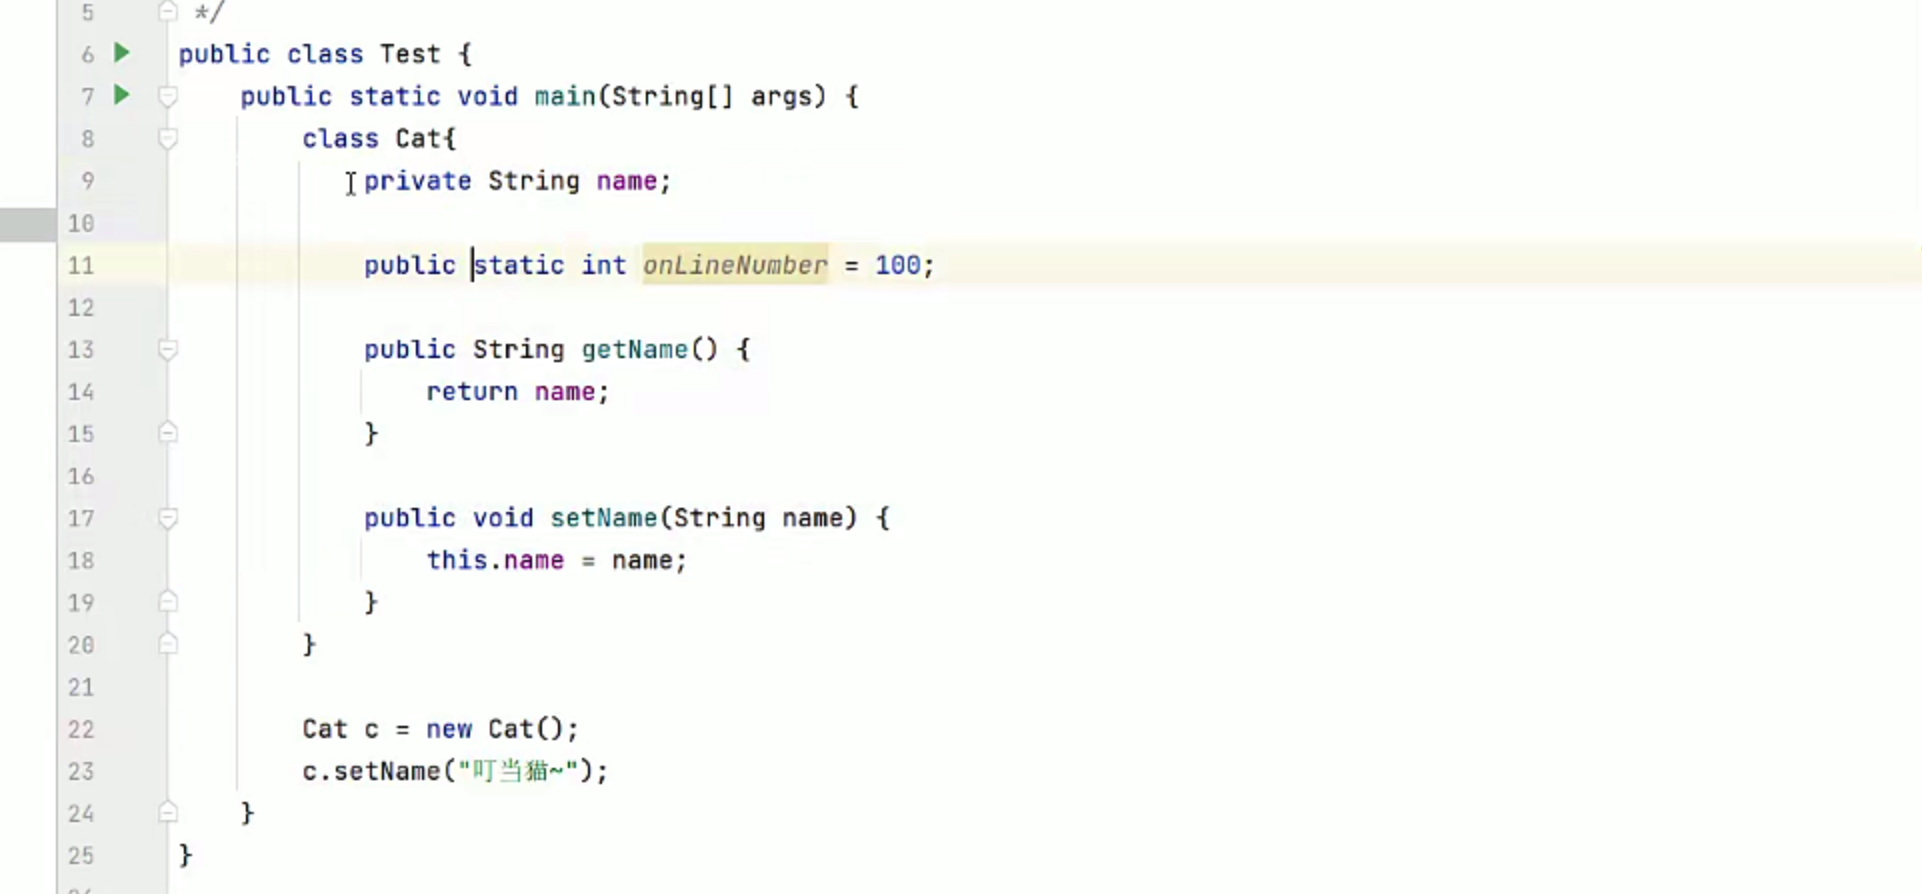 5 */
6 public class Test {
7 public static void main(String[] args) {
8 class Cat{
9 private String name;
10
11 public static int onLineNumber = 100;
12
13 public String getName() {
14 return name;
15 }
16
17 public void setName(String name) {
18 this.name = name;
19 }
20 }
21
22 Cat c = new Cat();
23 c.setName("叮当猫~");
24 }
25 }